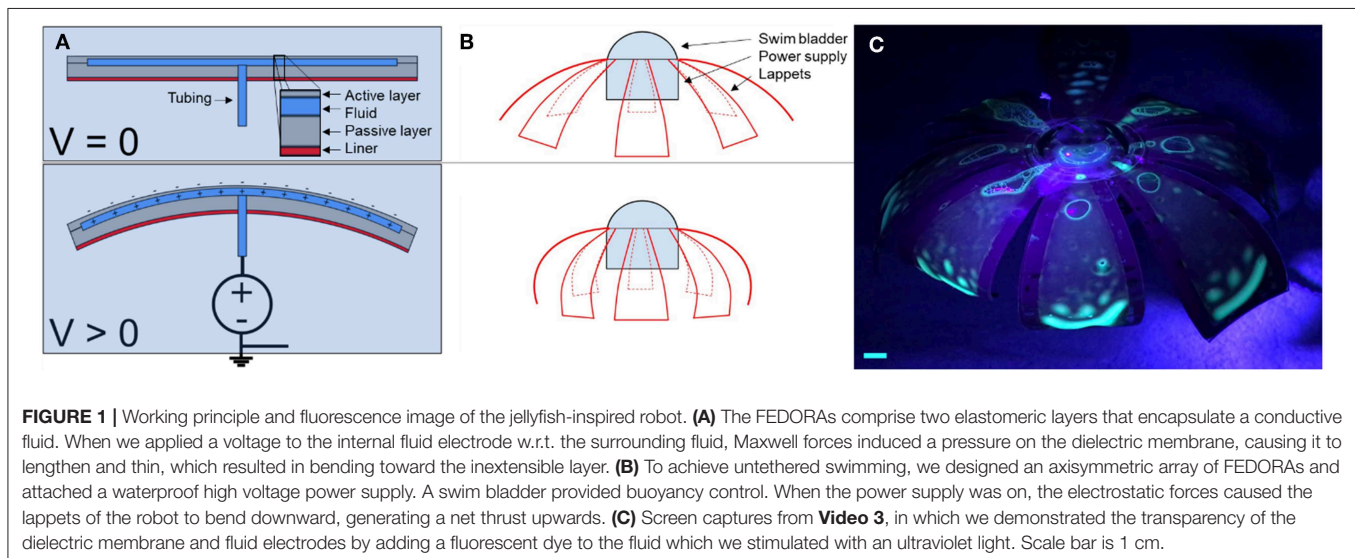 A
Tubing
Active layer
Fluid
Passive layer
Liner
V = 0
+ + + + + + + + + + + + + +
- - - - - - - - - - - - - -
+
-
V > 0
B
Swim bladder
Power supply
Lappets
C
FIGURE 1 | Working principle and fluorescence image of the jellyfish-inspired robot. (A) The FEDORAs comprise two elastomeric layers that encapsulate a conductive
fluid. When we applied a voltage to the internal fluid electrode w.r.t. the surrounding fluid, Maxwell forces induced a pressure on the dielectric membrane, causing it to
lengthen and thin, which resulted in bending toward the inextensible layer. (B) To achieve untethered swimming, we designed an axisymmetric array of FEDORAs and
attached a waterproof high voltage power supply. A swim bladder provided buoyancy control. When the power supply was on, the electrostatic forces caused the
lappets of the robot to bend downward, generating a net thrust upwards. (C) Screen captures from Video 3, in which we demonstrated the transparency of the
dielectric membrane and fluid electrodes by adding a fluorescent dye to the fluid which we stimulated with an ultraviolet light. Scale bar is 1 cm.